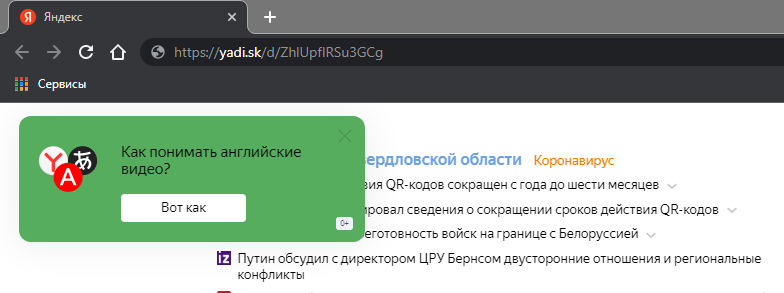 Яндекс
https://yadi.sk/d/ZhlUpflRSu3GCg
Сервисы
Как понимать английские
видео?
Вот как
0+
вердловской области Коронавирус
вия QR-кодов сокращен с года до шести месяцев
ировал сведения о сокращении сроков действия QR-кодов
еготовность войск на границе с Белоруссией
Путин обсудил с директором ЦРУ Бернсом двусторонние отношения и региональные
конфликты